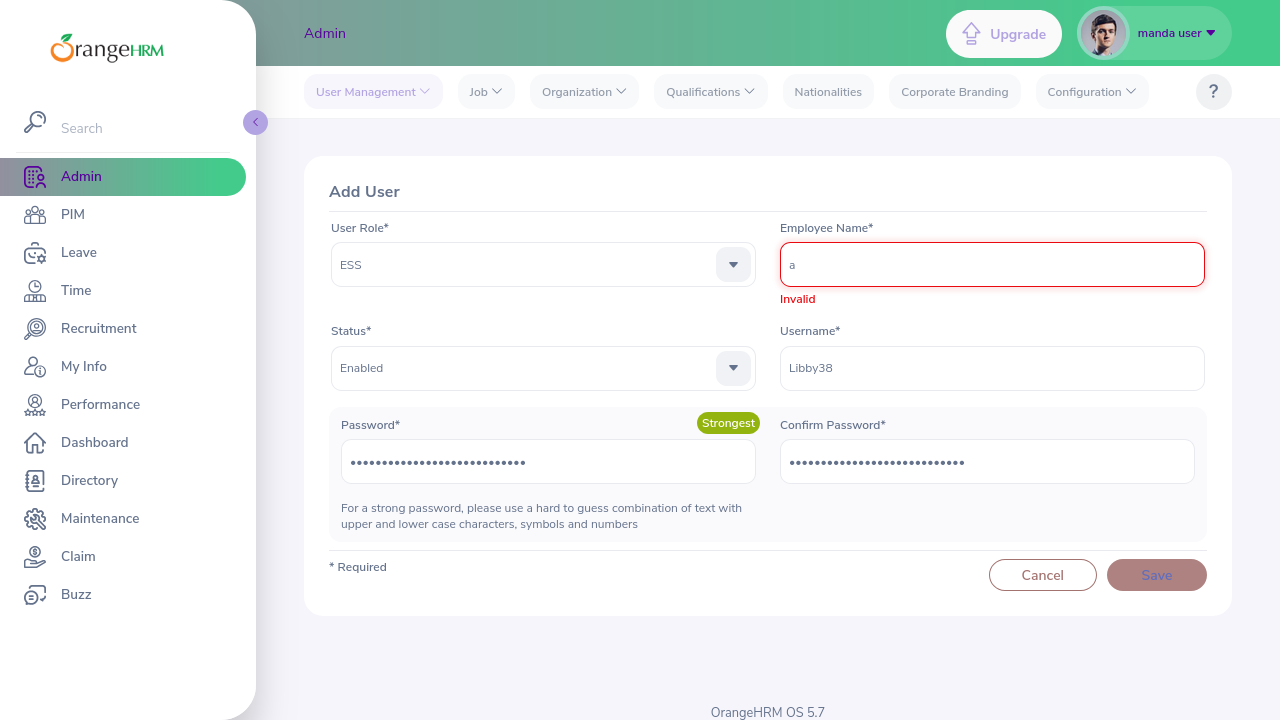 OrangeHRM
Admin
Upgrade
manda user
User Management
Job
Organization
Qualifications
Nationalities
Corporate Branding
Configuration
?
Search
Admin
PIM
Leave
Time
Recruitment
My Info
Performance
Dashboard
Directory
Maintenance
Claim
Buzz
Add User
User Role*
Employee Name*
ESS
a
Invalid
Status*
Username*
Enabled
Libby38
Password*
Strongest
Confirm Password*
For a strong password, please use a hard to guess combination of text with
upper and lower case characters, symbols and numbers
* Required
Cancel
Save
OrangeHRM OS 5.7